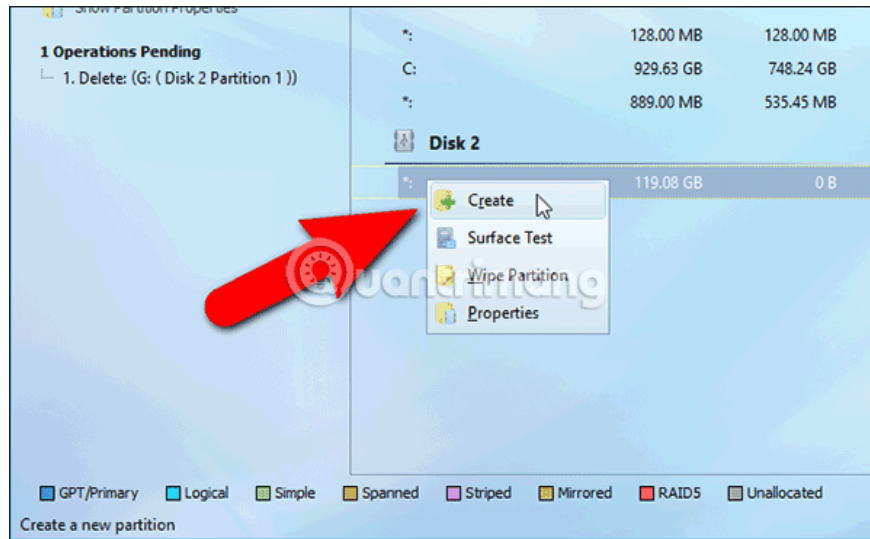 Show Partition Properties
1 Operations Pending
1. Delete: (G: ( Disk 2 Partition 1 ))
*: 128.00 MB 128.00 MB
C: 929.63 GB 748.24 GB
*: 889.00 MB 535.45 MB
Disk 2
*: 119.08 GB 0 B
Create
Surface Test
Wipe Partition
Properties
Quantrimang
GPT/Primary Logical Simple Spanned Striped Mirrored RAID5 Unallocated
Create a new partition